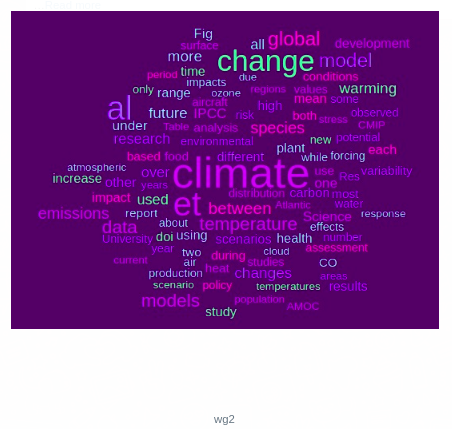 Fig
surface all global development
more change model
period time conditions
impacts due
only range ozone regions values warming
al aircraft high mean some
future IPCC risk both stress observed
under Table analysis species CMIP
research environmental new potential
plant
based food different while forcing each
atmospheric over climate use Res variability
increase other years one
distribution most
impact used et between Atlantic water
emissions report about Science response
data temperature effects
University doi using scenarios health number
year two during cloud assessment
current air heat studies CO
production changes areas
scenario policy temperatures results
models population AMOC
study
wg2